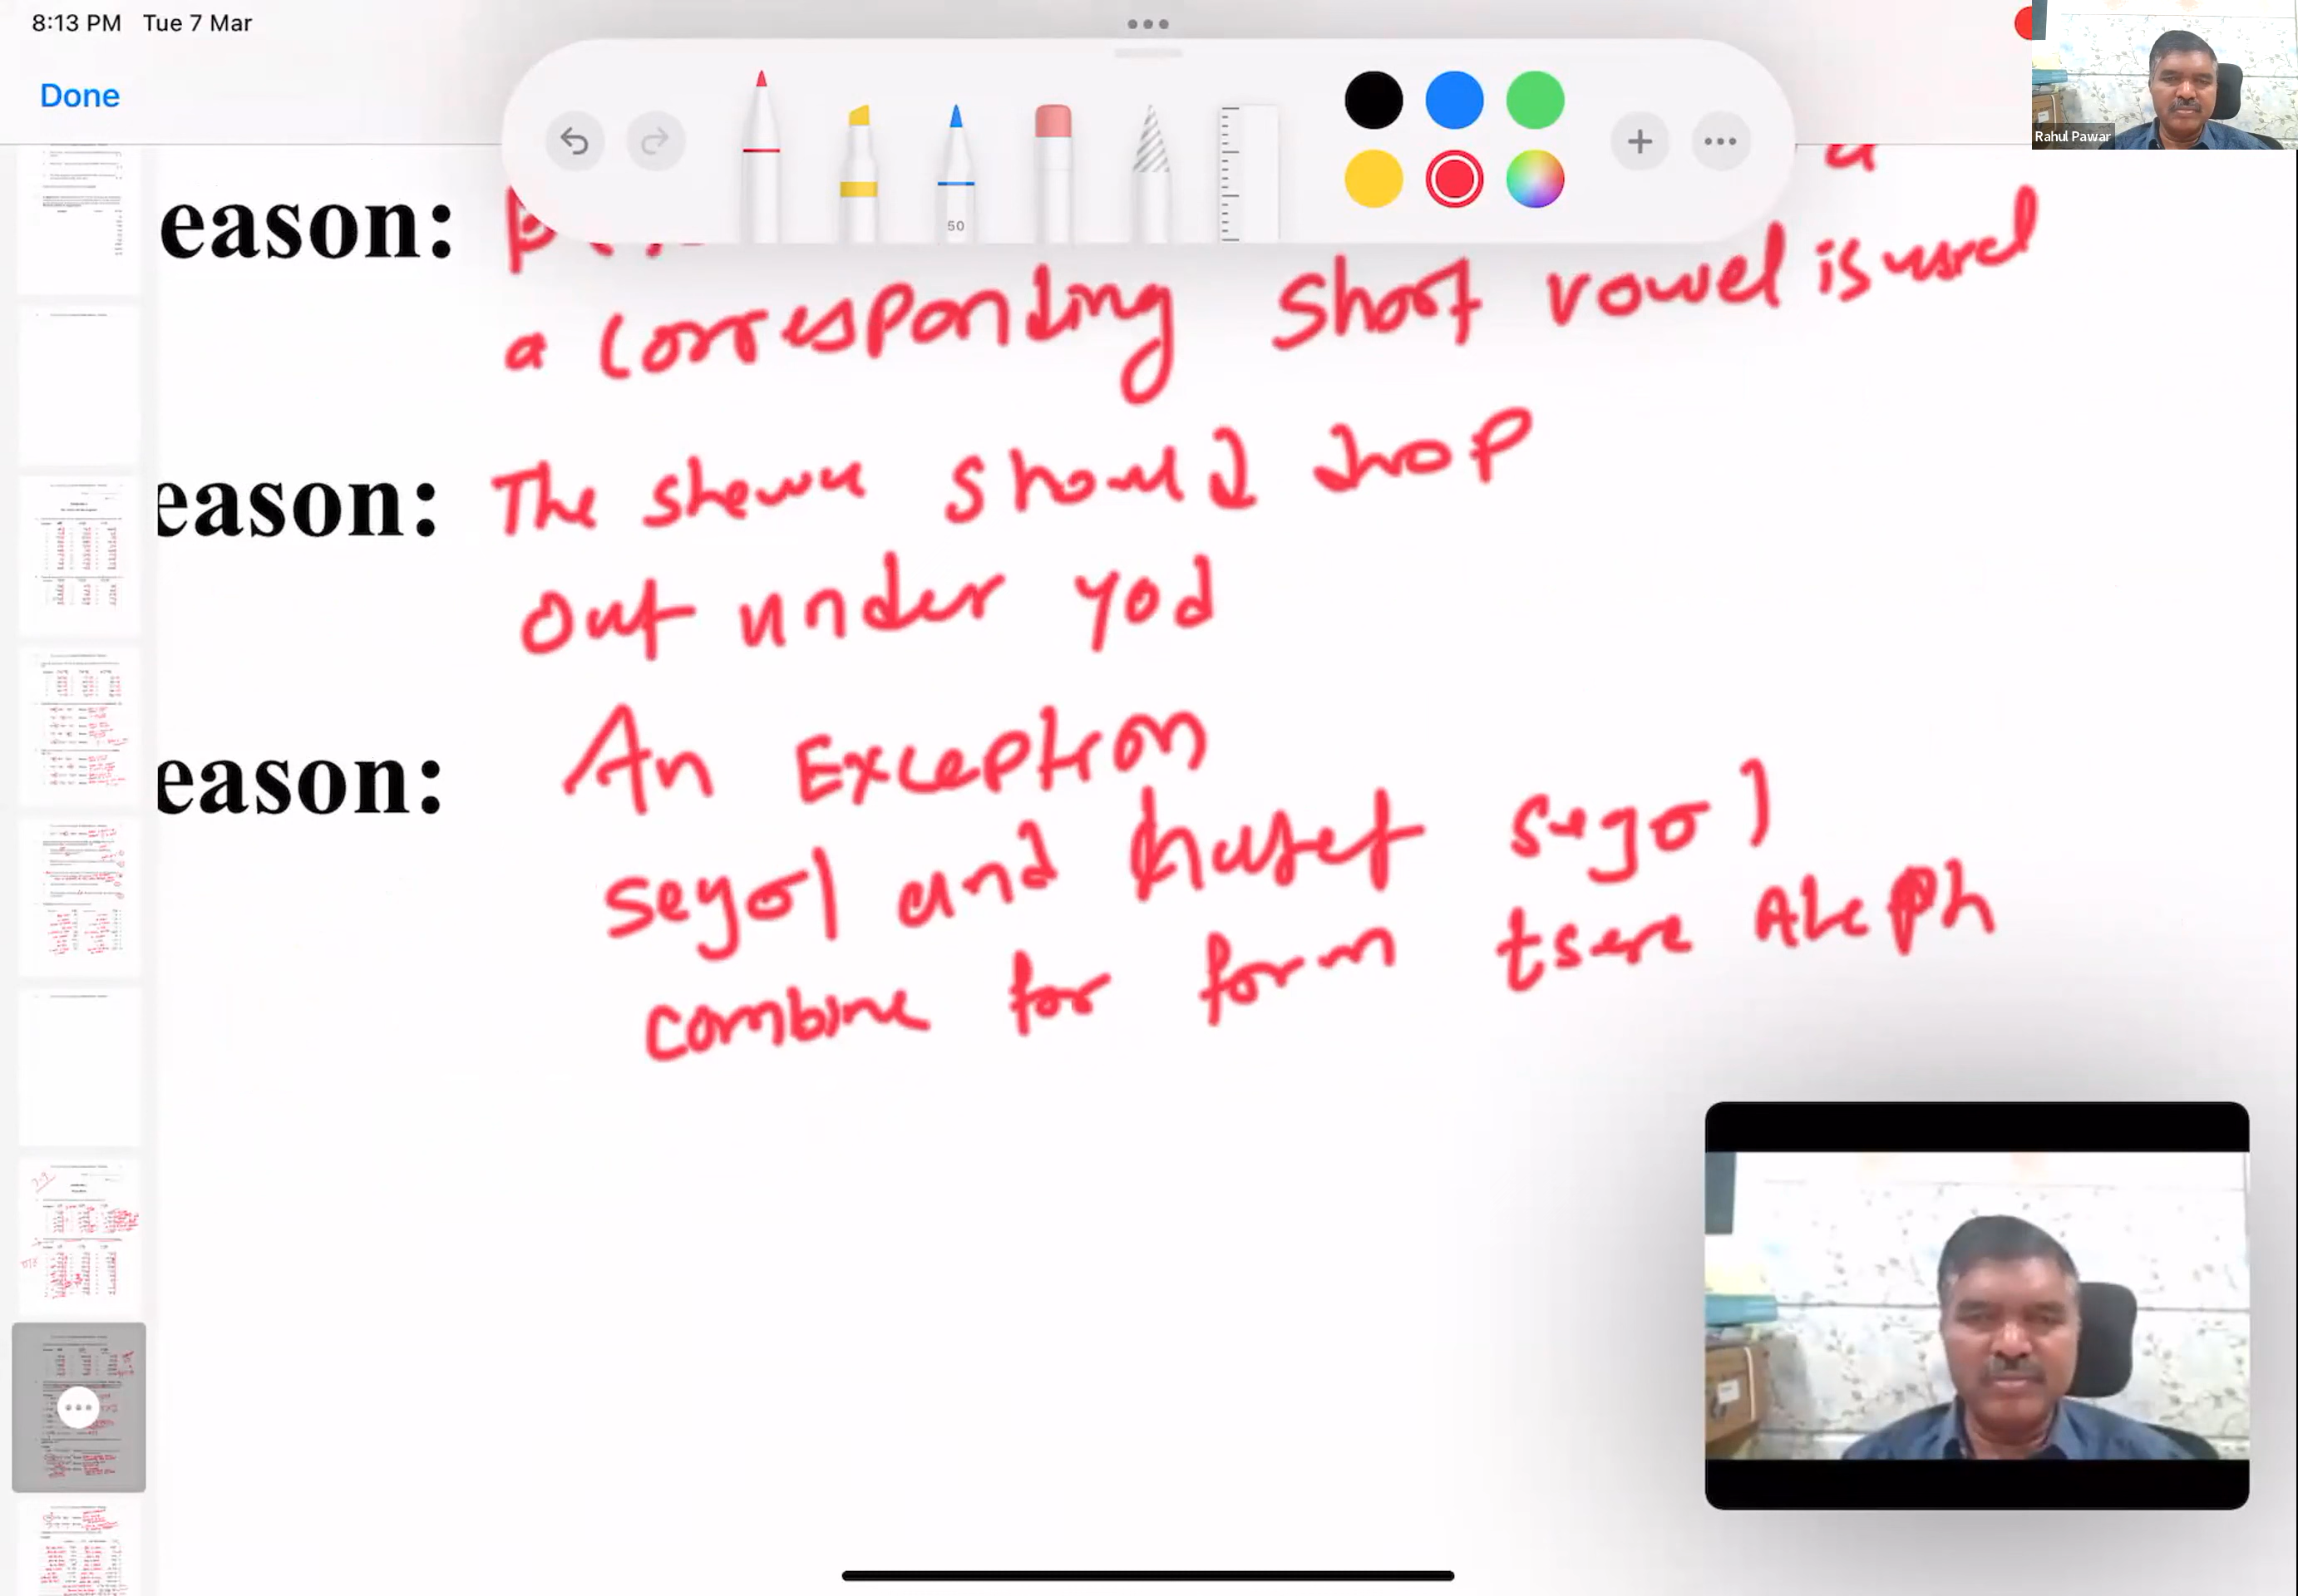 8:13 PM Tue 7 Mar
Done
Rahul Pawar
50
eason:
a
a corresponding short vowel is used
eason: The shewa should drop
out under yod
eason: An Exception
segol and hatef segol
combine for form tsere Aleph